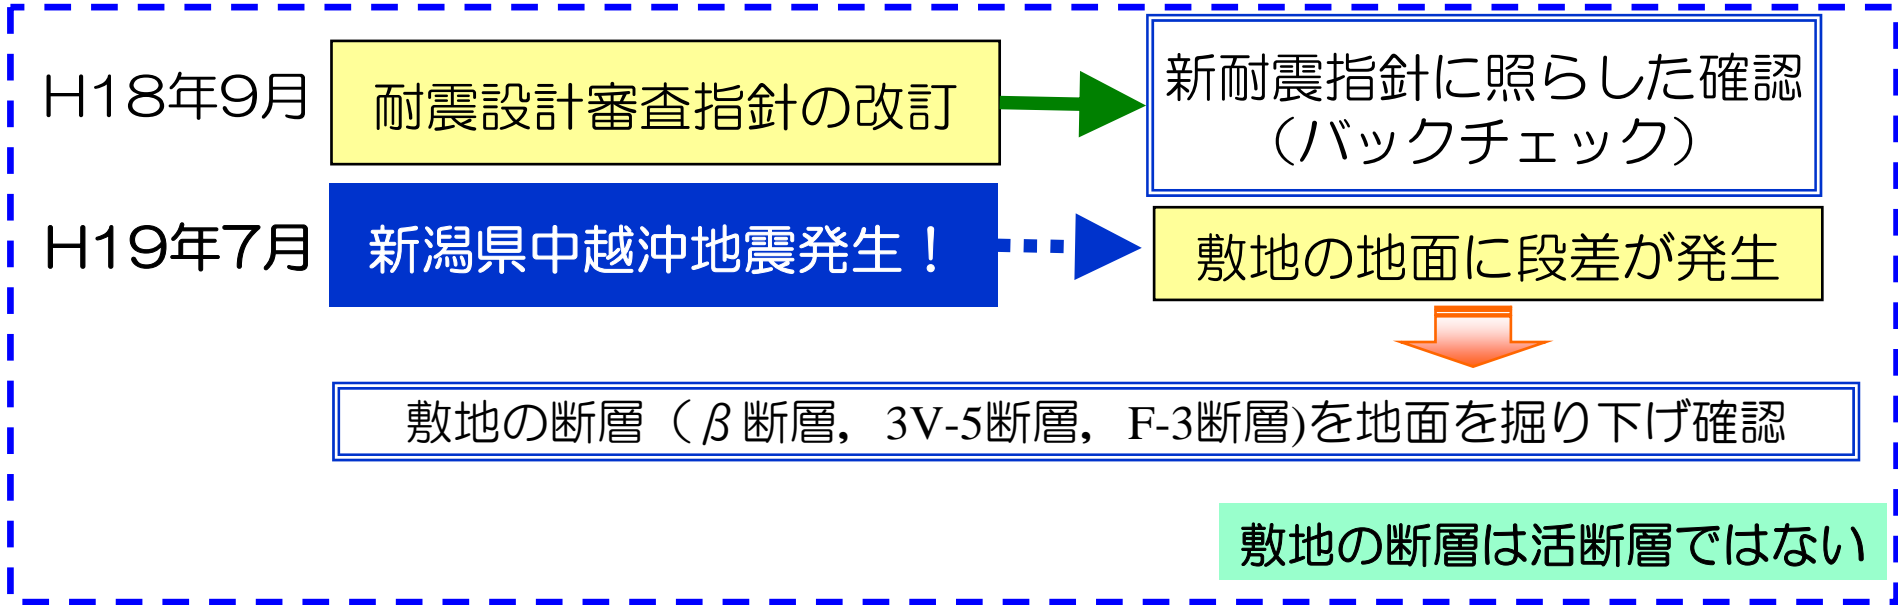 H18年9月
耐震設計審査指針の改訂
新耐震指針に照らした確認
（バックチェック）
H19年7月
新潟県中越沖地震発生！
敷地の地面に段差が発生
敷地の断層（β断層，3V-5断層，F-3断層)を地面を掘り下げ確認
敷地の断層は活断層ではない